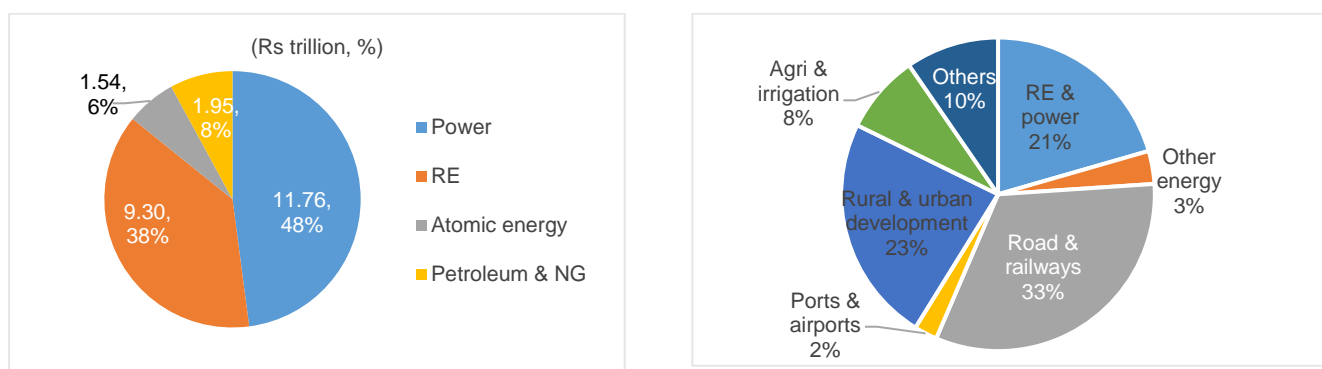 (Rs trillion, %)
1.54,
6%
1.95,
8%
9.30,
38%
11.76,
48%
Power
RE
Atomic energy
Petroleum & NG
Others
10%
RE &
power
21%
Other
energy
3%
Road &
railways
33%
Ports &
airports
2%
Rural & urban
development
23%
Agri &
irrigation
8%